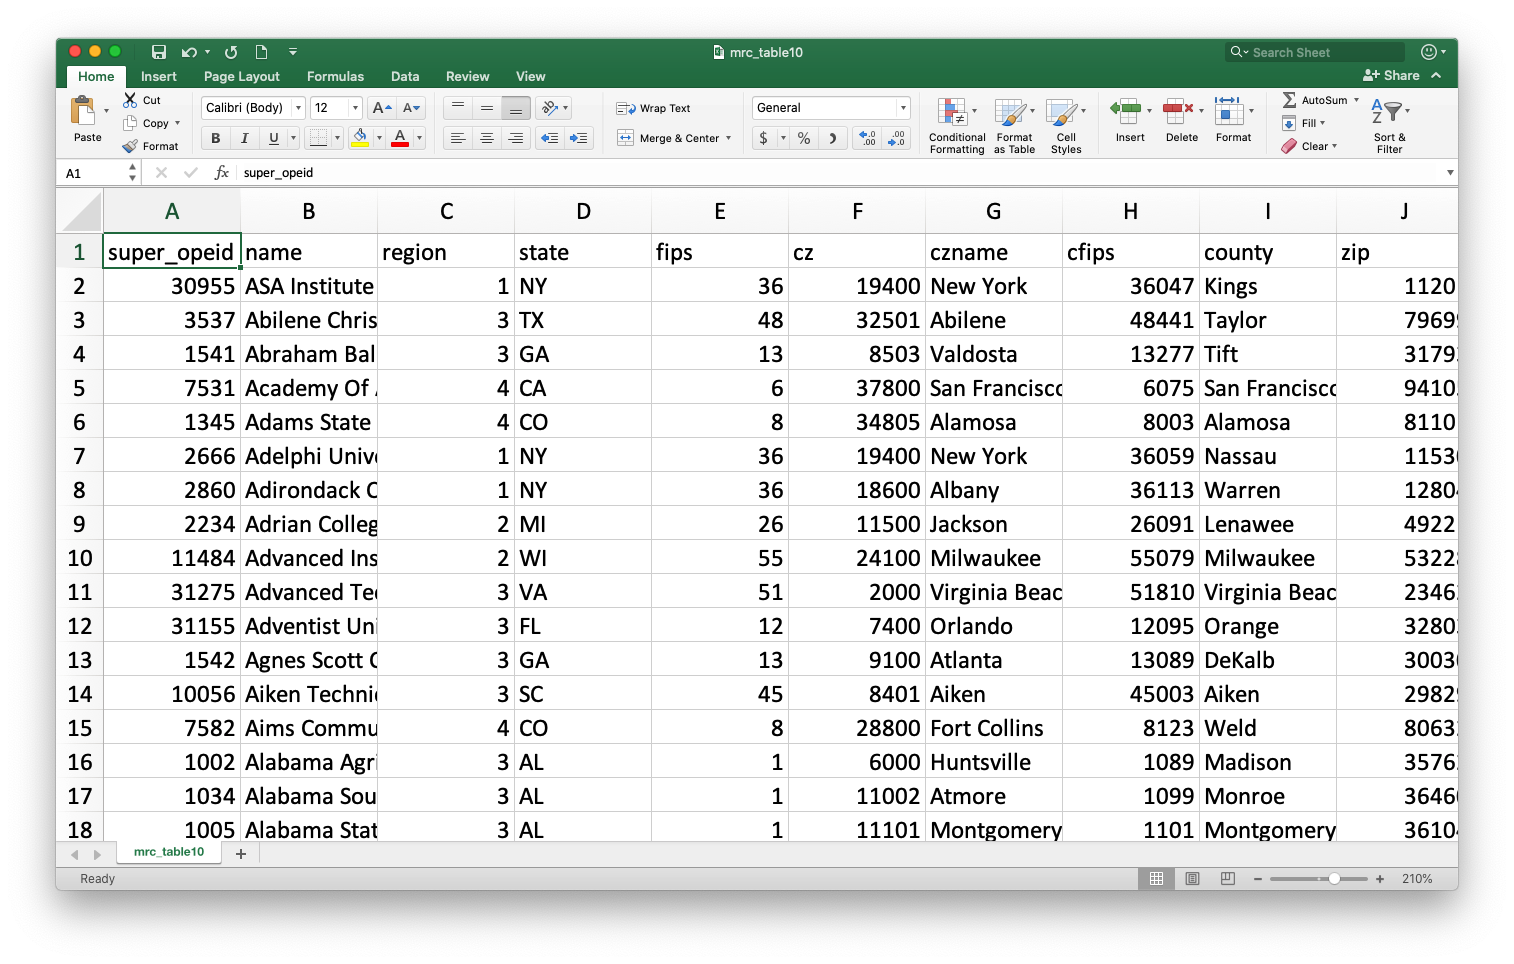 mrc_table10
Search Sheet
Home Insert Page Layout Formulas Data Review View
Share
Paste
Cut
Copy
Format
Calibri (Body) 12
B I U
Wrap Text
Merge & Center
General
$ % )
Conditional Formatting
Format as Table
Cell Styles
Insert
Delete
Format
AutoSum
Fill
Clear
Sort & Filter
A1 fx super_opeid
A B C D E F G H I J
1 super_opeid name region state fips cz czname cfips county zip
2 30955 ASA Institute 1 NY 36 19400 New York 36047 Kings 1120
3 3537 Abilene Chris 3 TX 48 32501 Abilene 48441 Taylor 7969
4 1541 Abraham Bal 3 GA 13 8503 Valdosta 13277 Tift 3179
5 7531 Academy Of 4 CA 6 37800 San Francisc 6075 San Francisc 9410
6 1345 Adams State 4 CO 8 34805 Alamosa 8003 Alamosa 8110
7 2666 Adelphi Univ 1 NY 36 19400 New York 36059 Nassau 1153
8 2860 Adirondack C 1 NY 36 18600 Albany 36113 Warren 1280
9 2234 Adrian Colleg 2 MI 26 11500 Jackson 26091 Lenawee 4922
10 11484 Advanced Ins 2 WI 55 24100 Milwaukee 55079 Milwaukee 5322
11 31275 Advanced Te 3 VA 51 2000 Virginia Beac 51810 Virginia Beac 2346
12 31155 Adventist Uni 3 FL 12 7400 Orlando 12095 Orange 3280
13 1542 Agnes Scott C 3 GA 13 9100 Atlanta 13089 DeKalb 3003
14 10056 Aiken Techni 3 SC 45 8401 Aiken 45003 Aiken 2982
15 7582 Aims Commu 4 CO 8 28800 Fort Collins 8123 Weld 8063
16 1002 Alabama Agri 3 AL 1 6000 Huntsville 1089 Madison 3576
17 1034 Alabama Sou 3 AL 1 11002 Atmore 1099 Monroe 3646
18 1005 Alabama Stat 3 AL 1 11101 Montgomery 1101 Montgomery 3610
mrc_table10 +
Ready
210%